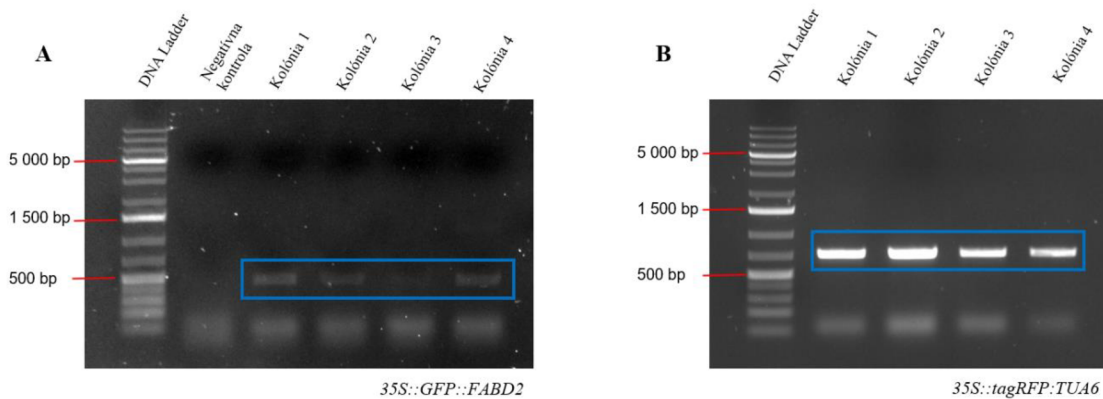 A
DNA Ladder
Negatívna
kontrola
Kolónia 1
Kolónia 2
Kolónia 3
Kolónia 4
5 000 bp
1 500 bp
500 bp
35S::GFP::FABD2
B
DNA Ladder
Kolónia 1
Kolónia 2
Kolónia 3
Kolónia 4
5 000 bp
1 500 bp
500 bp
35S::tagRFP:TUA6